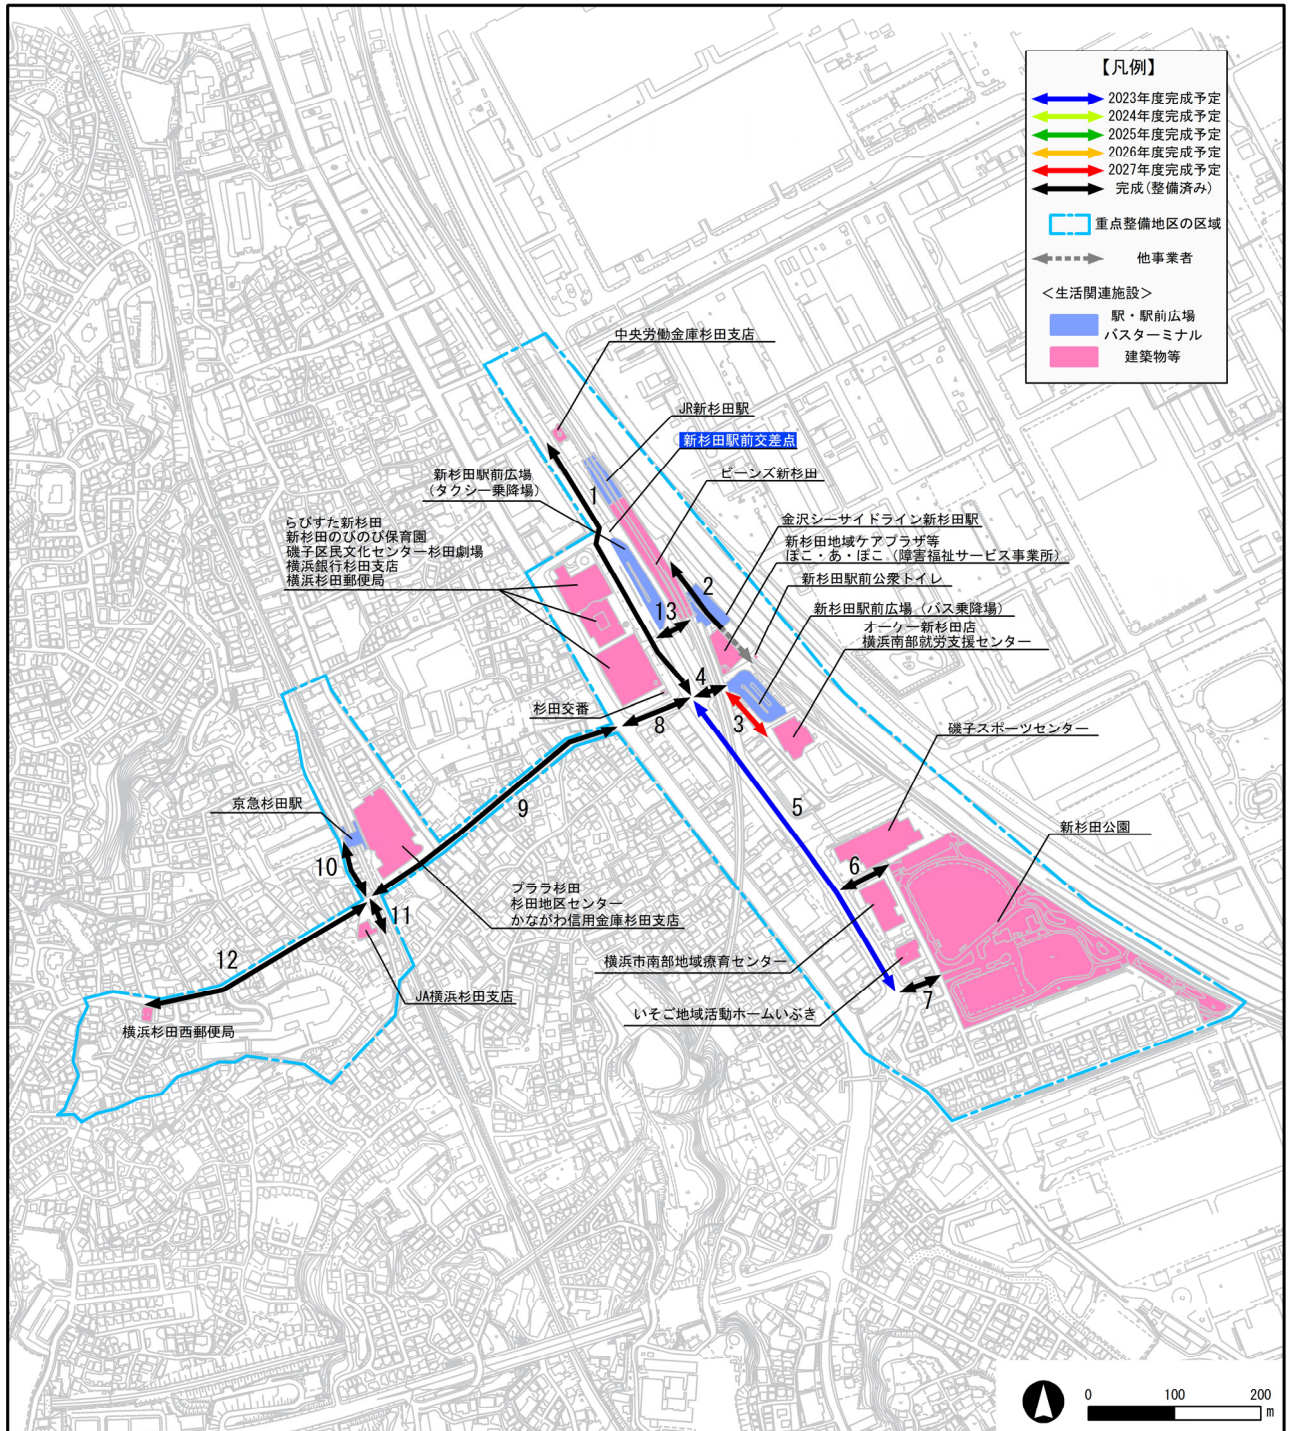 【凡例】
2023年度完成予定
2024年度完成予定
2025年度完成予定
2026年度完成予定
2027年度完成予定
完成(整備済み)
重点整備地区の区域
他事業者
＜生活関連施設＞
駅・駅前広場
バスターミナル
建築物等
中央労働金庫杉田支店
JR新杉田駅
新杉田駅前交差点
ビーンズ新杉田
新杉田駅前広場
(タクシー乗降場)
らびすた新杉田
新杉田のびのび保育園
磯子区民文化センター杉田劇場
横浜銀行杉田支店
横浜杉田郵便局
金沢シーサイドライン新杉田駅
新杉田地域ケアプラザ等
ぽこ・あ・ぽこ（障害福祉サービス事業所）
新杉田駅前公衆トイレ
新杉田駅前広場（バス乗降場）
オーケー新杉田店
横浜南部就労支援センター
1
2
13
4
3
8
杉田交番
磯子スポーツセンター
5
9
京急杉田駅
新杉田公園
10
6
プララ杉田
杉田地区センター
かながわ信用金庫杉田支店
11
12
横浜市南部地域療育センター
7
JA横浜杉田支店
いそご地域活動ホームいぶき
横浜杉田西郵便局
0 100 200
m